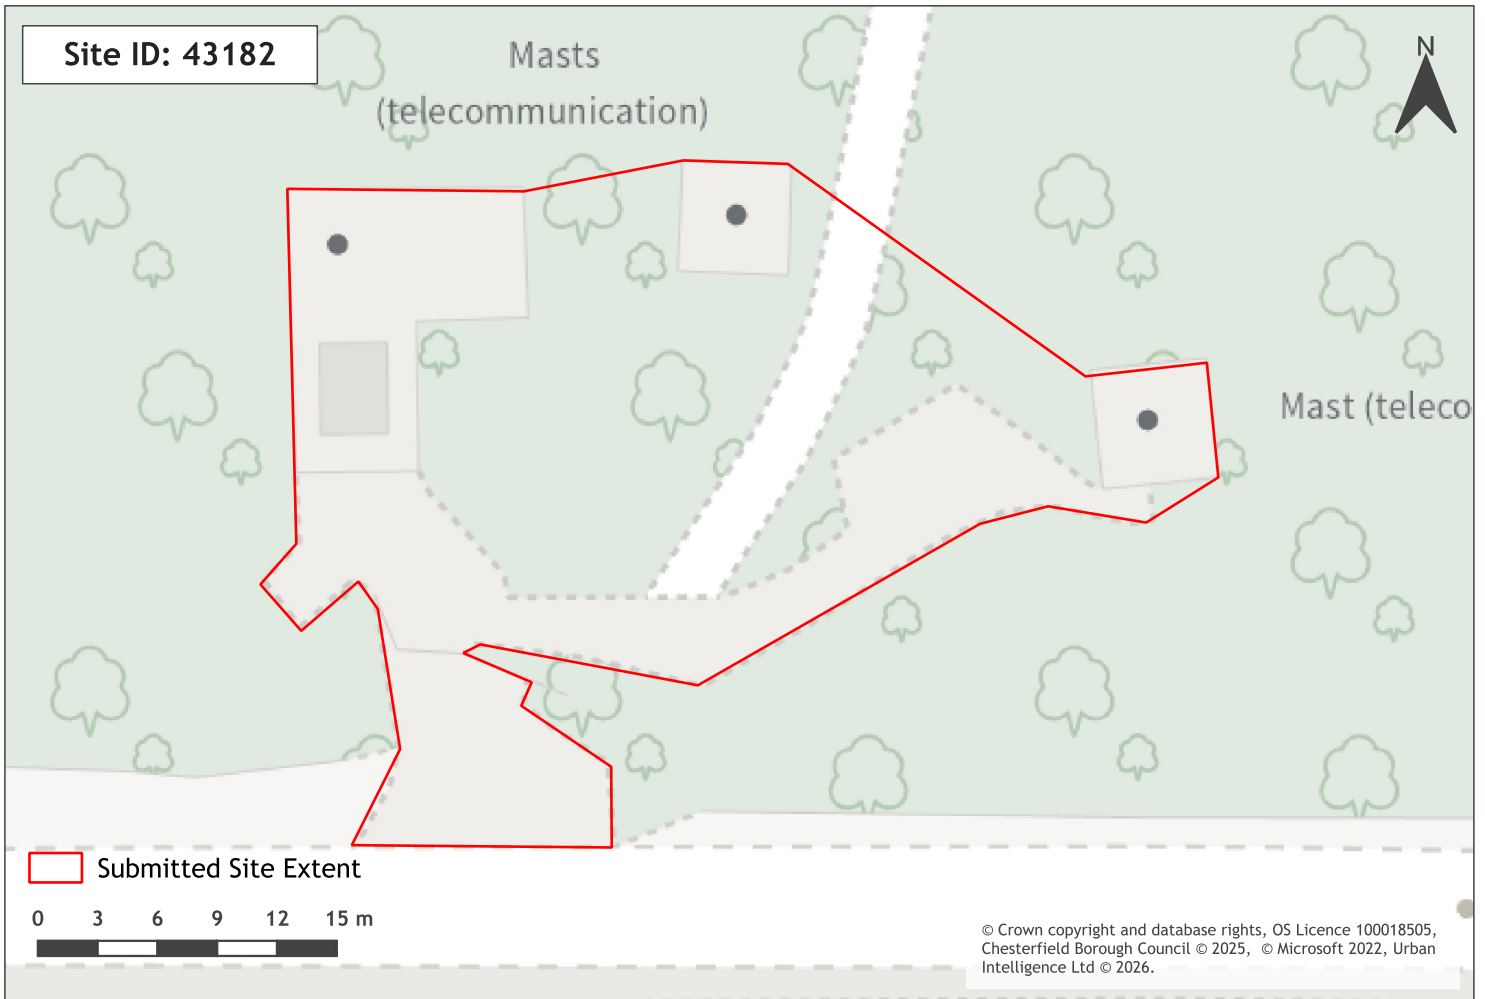 Site ID: 43182
Masts
(telecommunication)
N
Mast (teleco
Submitted Site Extent
0 3 6 9 12 15 m
© Crown copyright and database rights, OS Licence 100018505,
Chesterfield Borough Council © 2025, © Microsoft 2022, Urban
Intelligence Ltd © 2026.